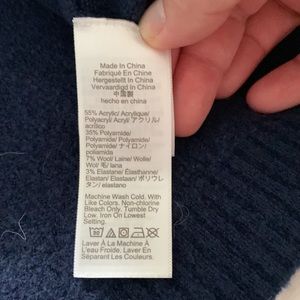 Made In China
Fabriqué En Chine
Hergestellt In China
Vervaardigd In China
中国製
hecho en china
55% Acrylic/ Acrylique/
Polyacryl/ Acryl/ アクリル/
acrílico
35% Polyamide/
Polyamide/ Polyamid/
Polyamide/ ナイロン/
poliamida
7% Wool/ Laine/ Wolle/
Wol/ 毛/ lana
3% Elastane/ Élasthanne/
Elastan/ Elastaan/ ポリウレ
タン/ elastano
Machine Wash Cold. With
Like Colors. Non-chlorine
Bleach Only. Tumble Dry
Low. Iron On Lowest
Setting.
Laver À La Machine À
L'eau Froide. Laver En
Séparant Les Couleurs.